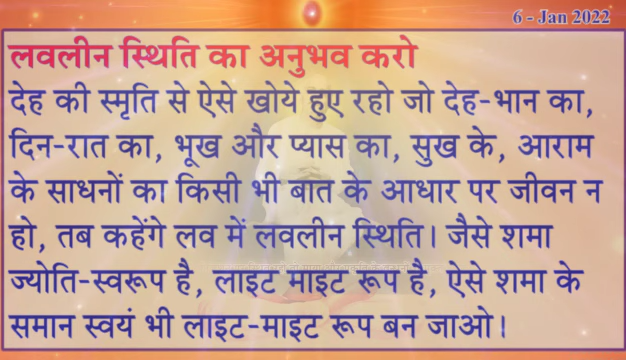 6 - Jan 2022
लवलीन स्थिति का अनुभव करो
देह की स्मृति से ऐसे खोये हुए रहो जो देह-भान का,
दिन-रात का, भूख और प्यास का, सुख के, आराम
के साधनों का किसी भी बात के आधार पर जीवन न
हो, तब कहेंगे लव में लवलीन स्थिति। जैसे शमा
ज्योति-स्वरूप है, लाइट माइट रूप है, ऐसे शमा के
समान स्वयं भी लाइट-माइट रूप बन जाओ।